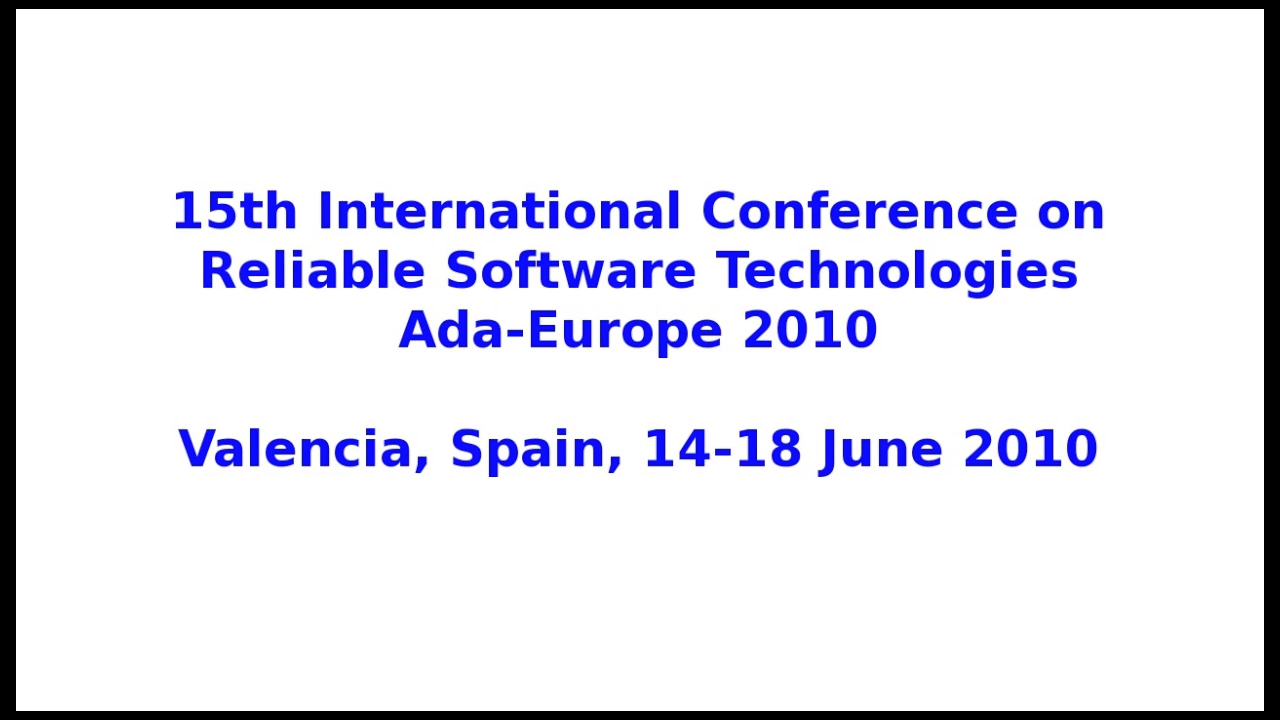 15th International Conference on
Reliable Software Technologies
Ada-Europe 2010
Valencia, Spain, 14-18 June 2010